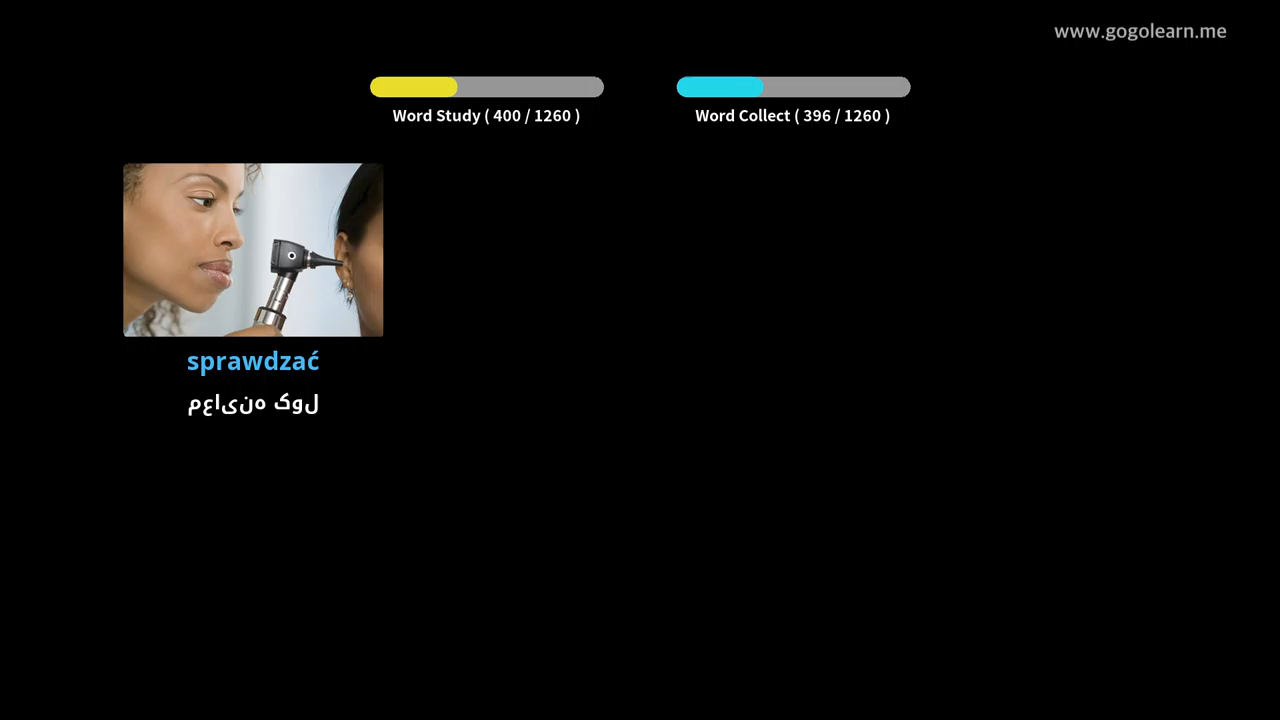 www.gogolearn.me
Word Study ( 400 / 1260 )
Word Collect ( 396 / 1260 )
sprawdzać
معاینه کول